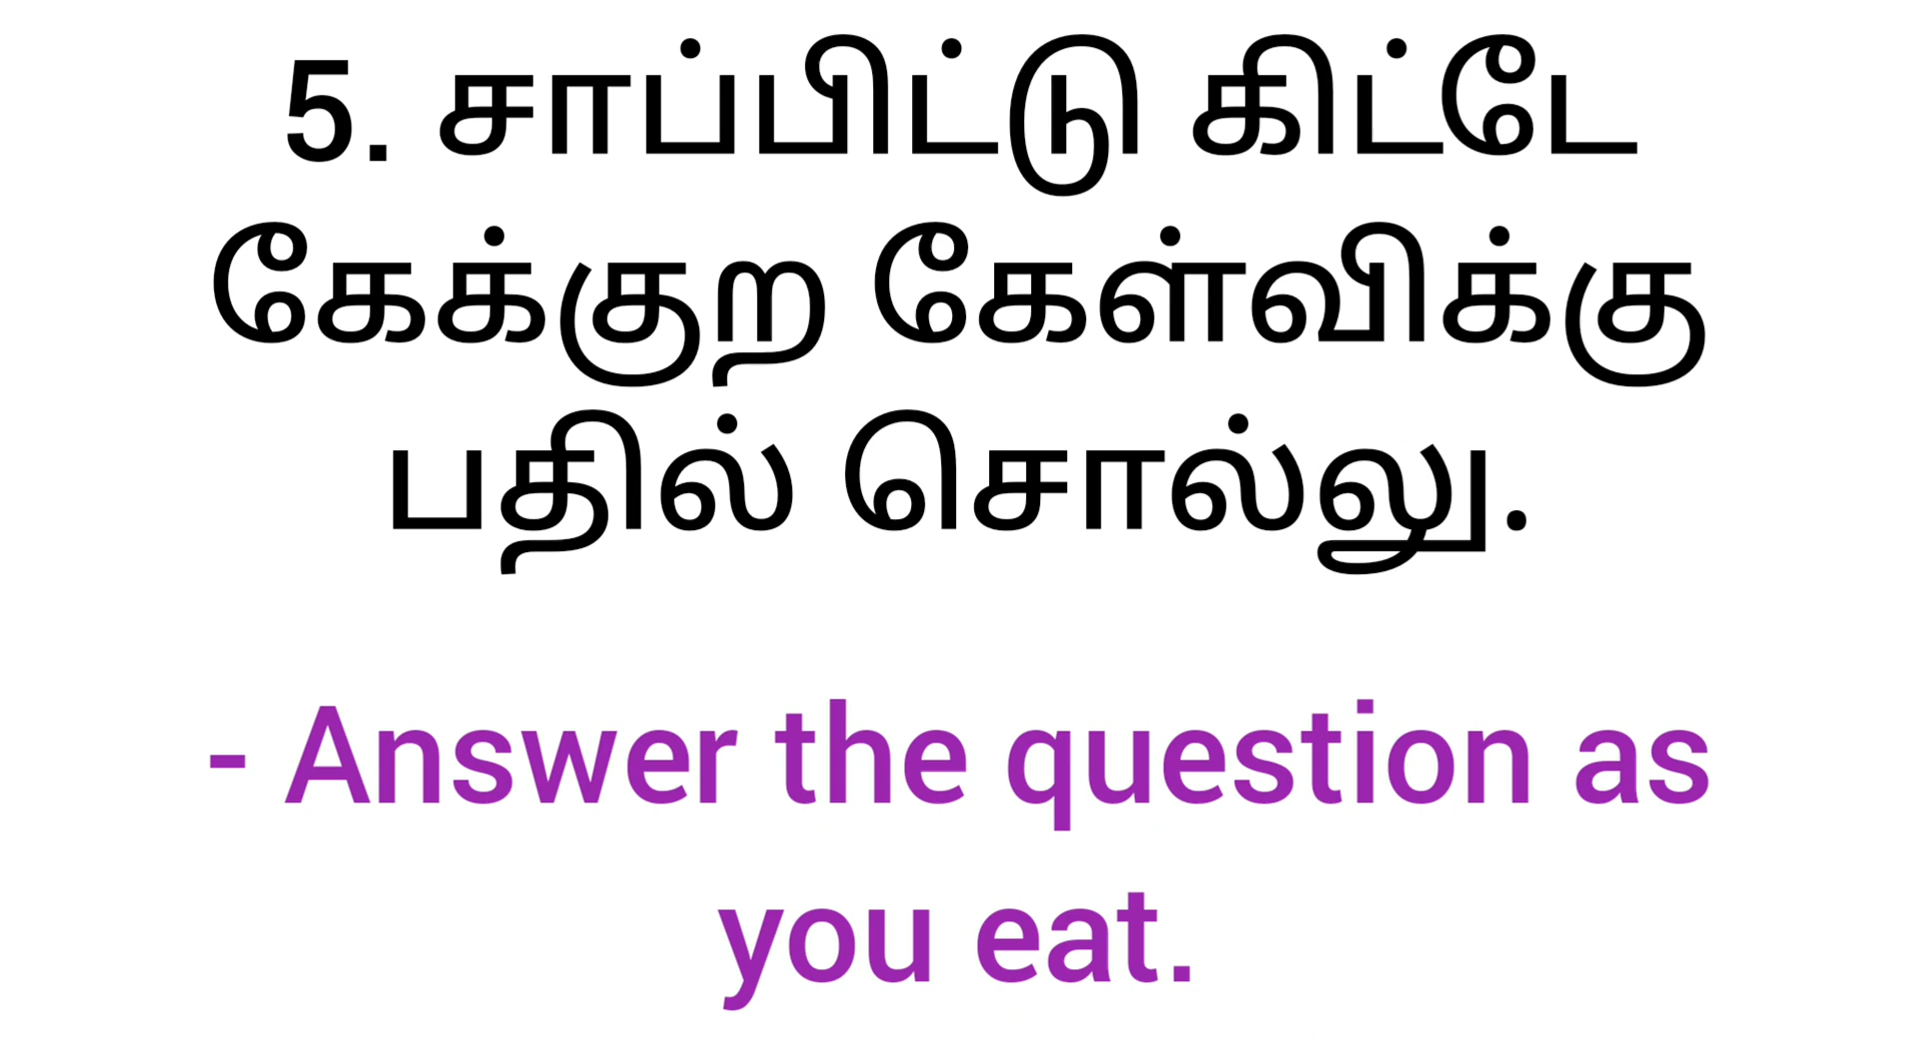 5. சாப்பிட்டு கிட்டே
கேக்குற கேள்விக்கு
பதில் சொல்லு.
- Answer the question as
you eat.